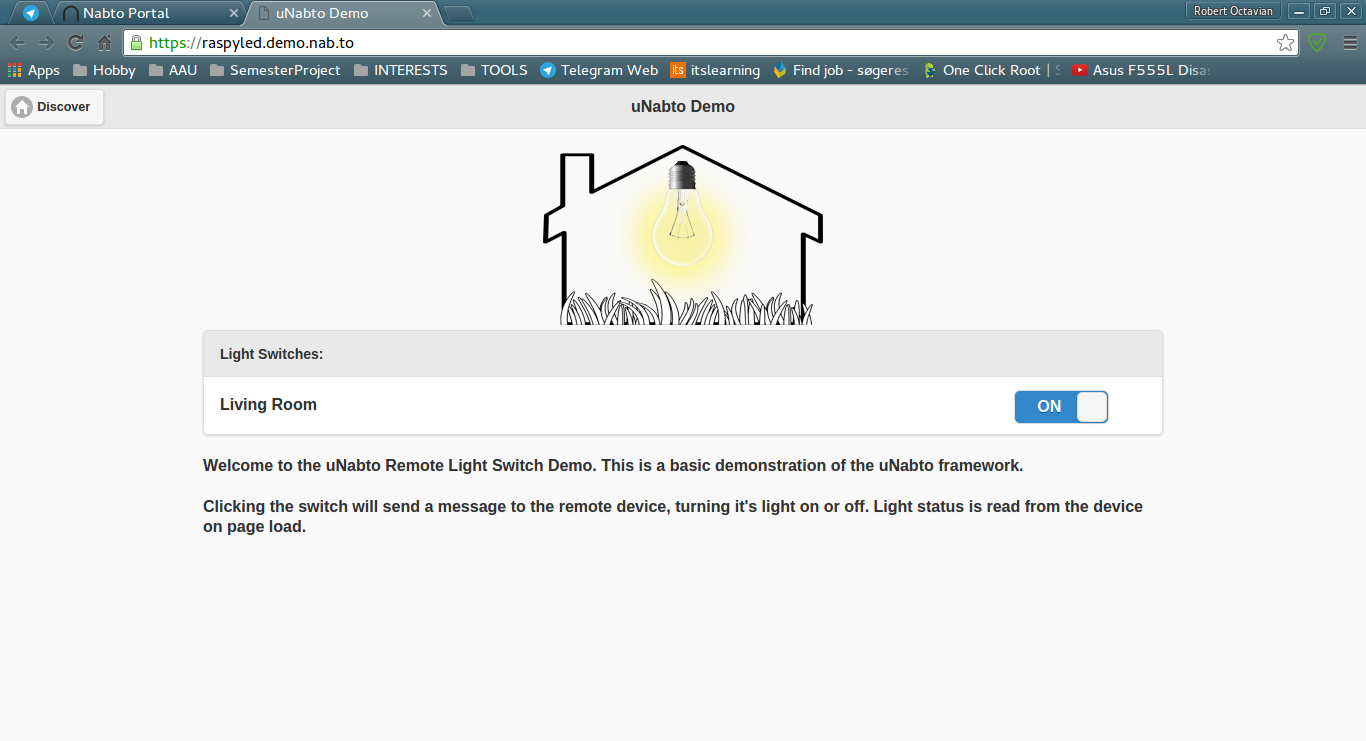 Nabto Portal uNabto Demo Robert Octavian
https://raspyled.demo.nab.to
Apps Hobby AAU SemesterProject INTERESTS TOOLS Telegram Web its itslearning Find job - søgeres One Click Root | Asus F555L Disas
Discover uNabto Demo
Light Switches:
Living Room ON
Welcome to the uNabto Remote Light Switch Demo. This is a basic demonstration of the uNabto framework.
Clicking the switch will send a message to the remote device, turning it's light on or off. Light status is read from the device
on page load.